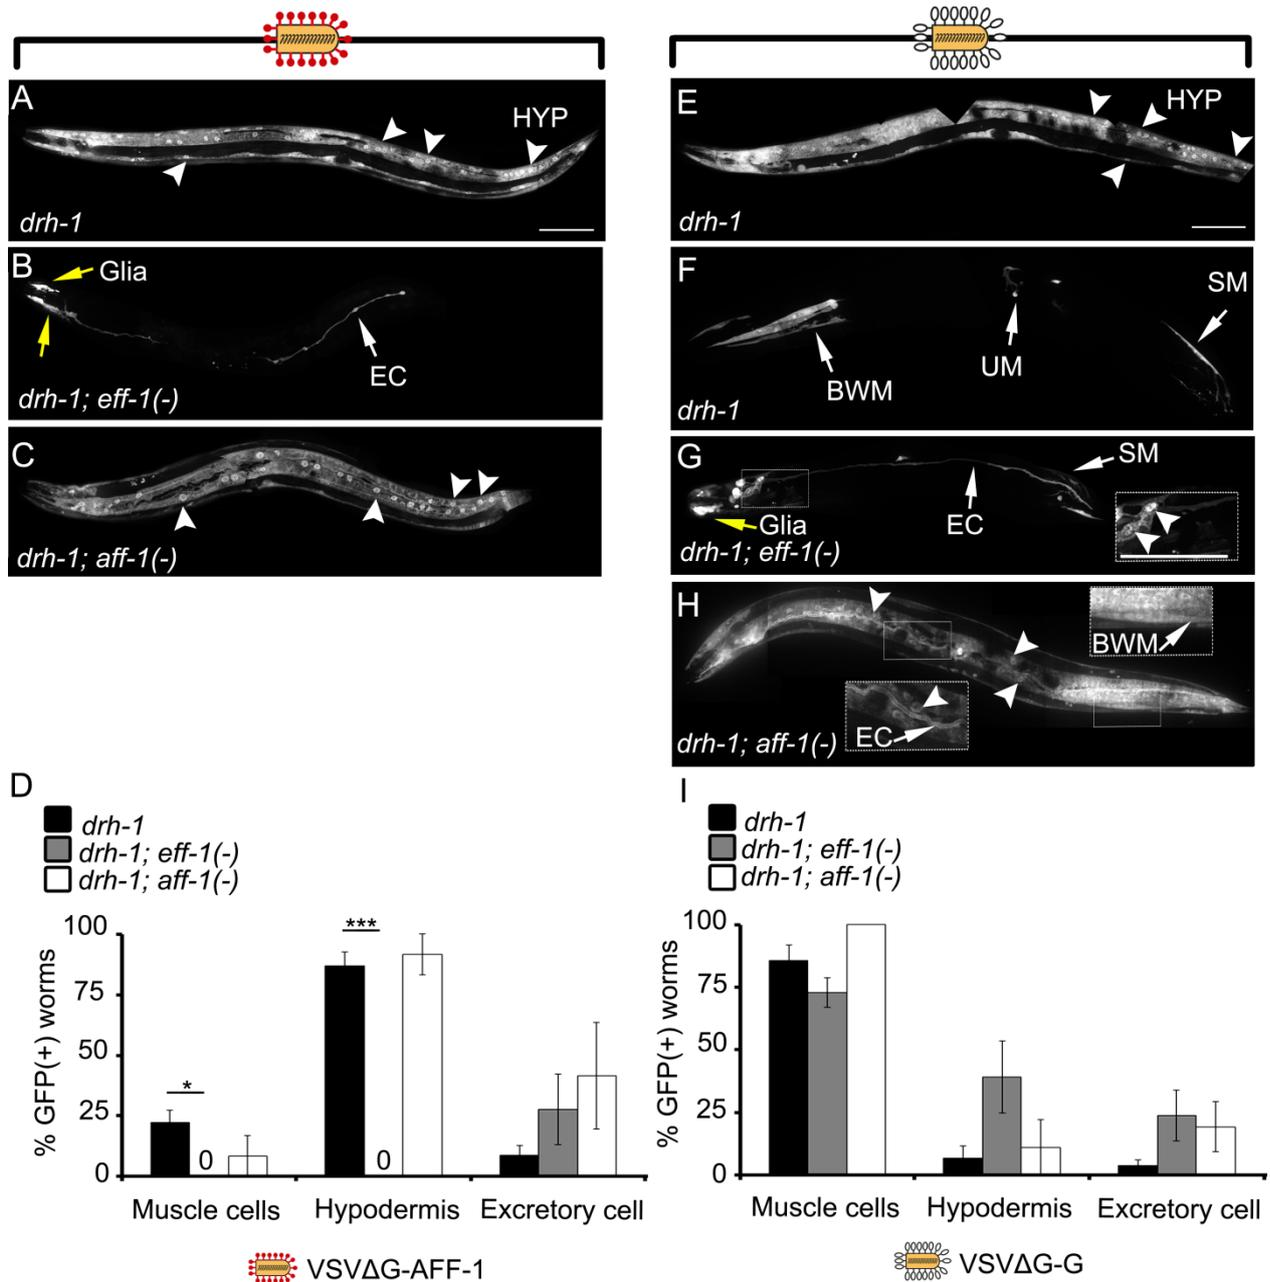 A
HYP
drh-1
B
Glia
EC
drh-1; eff-1(-)
C
drh-1; aff-1(-)
D
drh-1
drh-1; eff-1(-)
drh-1; aff-1(-)
% GFP(+) worms
100
75
50
25
0
*
0
***
0
Muscle cells
Hypodermis
Excretory cell
VSVΔG-AFF-1
E
HYP
drh-1
F
SM
UM
BWM
drh-1
G
SM
EC
Glia
drh-1; eff-1(-)
H
BWM
EC
drh-1; aff-1(-)
I
drh-1
drh-1; eff-1(-)
drh-1; aff-1(-)
% GFP(+) worms
100
75
50
25
0
Muscle cells
Hypodermis
Excretory cell
VSVΔG-G